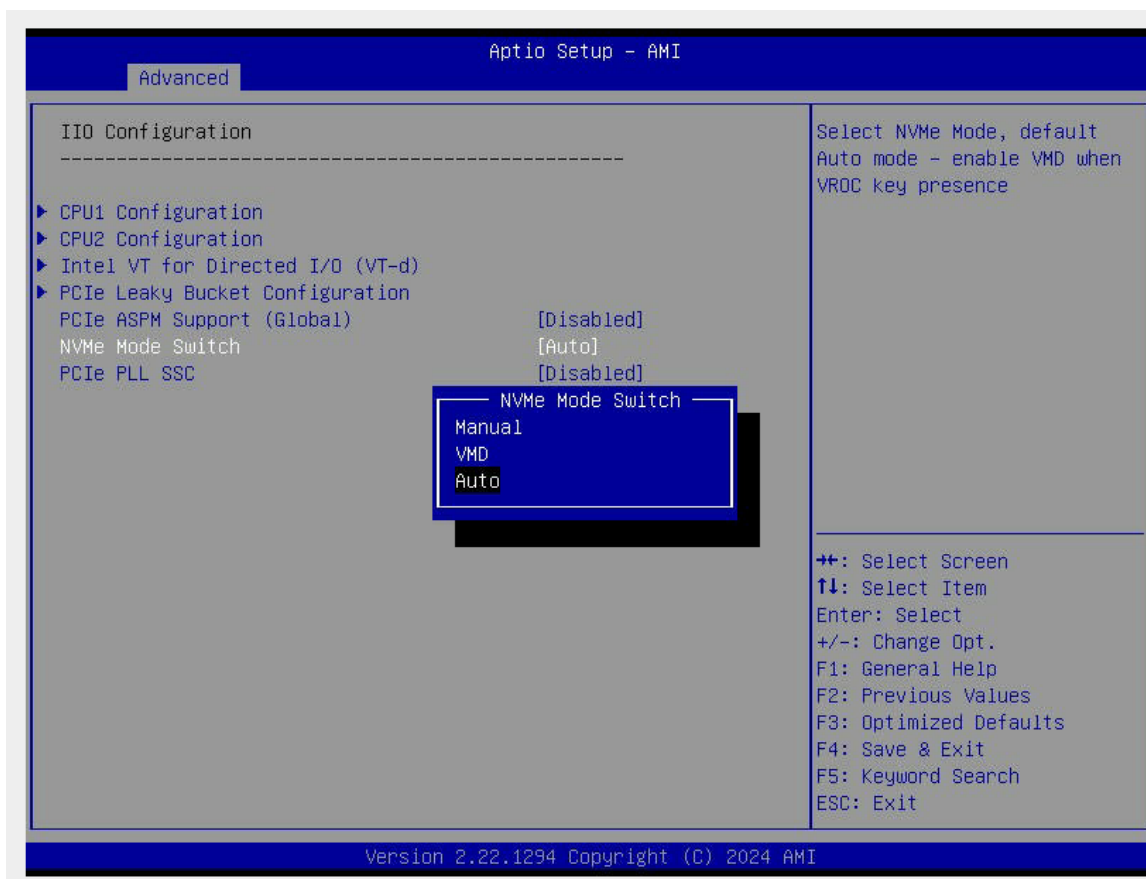 Aptio Setup – AMI
Advanced
IIO Configuration
----------------------------------------------------
CPU1 Configuration
CPU2 Configuration
Intel VT for Directed I/O (VT-d)
PCIe Leaky Bucket Configuration
PCIe ASPM Support (Global) [Disabled]
NVMe Mode Switch [Auto]
PCIe PLL SSC [Disabled]
NVMe Mode Switch
Manual
VMD
Auto
Select NVMe Mode, default
Auto mode – enable VMD when
VROC key presence
→←: Select Screen
↑↓: Select Item
Enter: Select
+/-: Change Opt.
F1: General Help
F2: Previous Values
F3: Optimized Defaults
F4: Save & Exit
F5: Keyword Search
ESC: Exit
Version 2.22.1294 Copyright (C) 2024 AMI